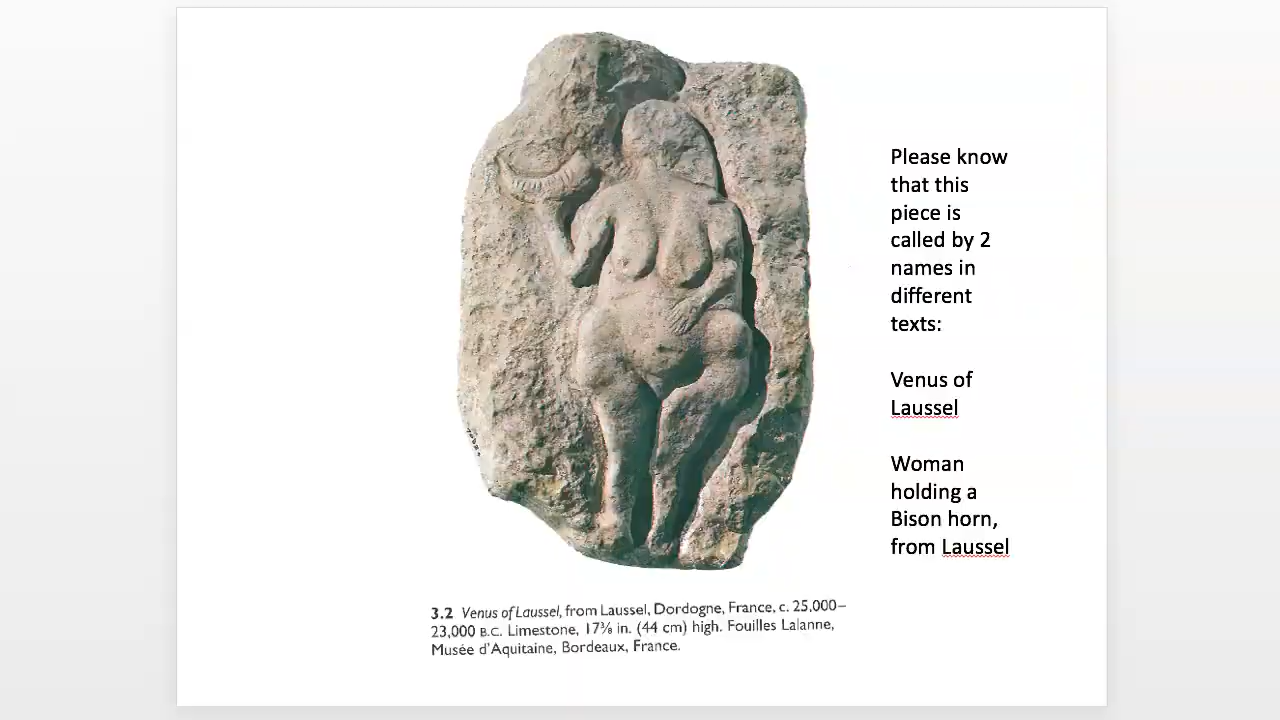 Please know
that this
piece is
called by 2
names in
different
texts:
Venus of
Laussel
Woman
holding a
Bison horn,
from Laussel
3.2 Venus of Laussel, from Laussel, Dordogne, France, c. 25,000–
23,000 B.C. Limestone, 17⅜ in. (44 cm) high. Fouilles Lalanne,
Musée d'Aquitaine, Bordeaux, France.